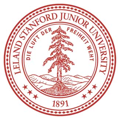 LELAND STANFORD JUNIOR UNIVERSITY
DIE LUFT DER FREIHEIT WEHT
1891